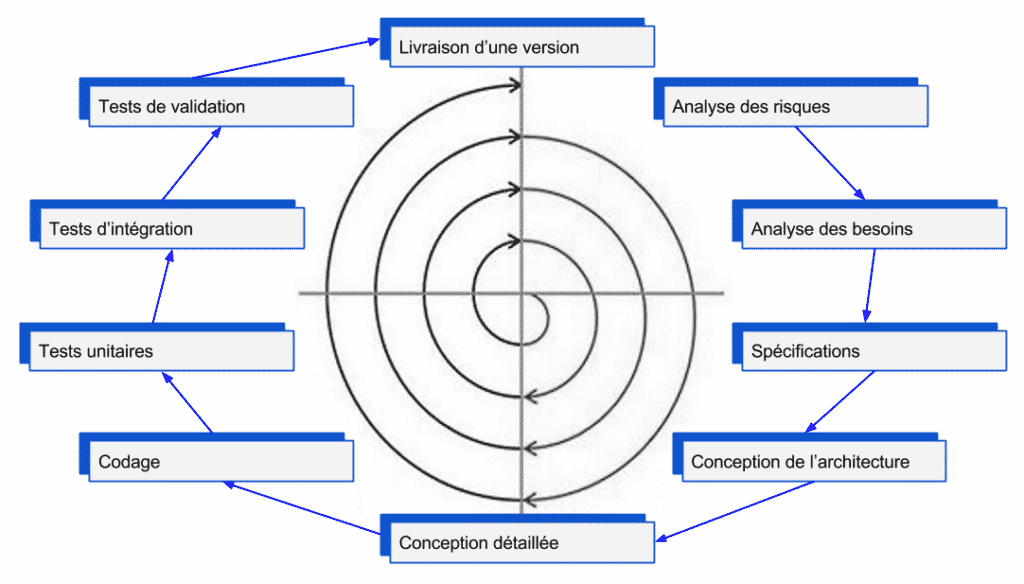 Livraison d'une version
Tests de validation
Analyse des risques
Tests d'intégration
Analyse des besoins
Tests unitaires
Spécifications
Codage
Conception de l'architecture
Conception détaillée